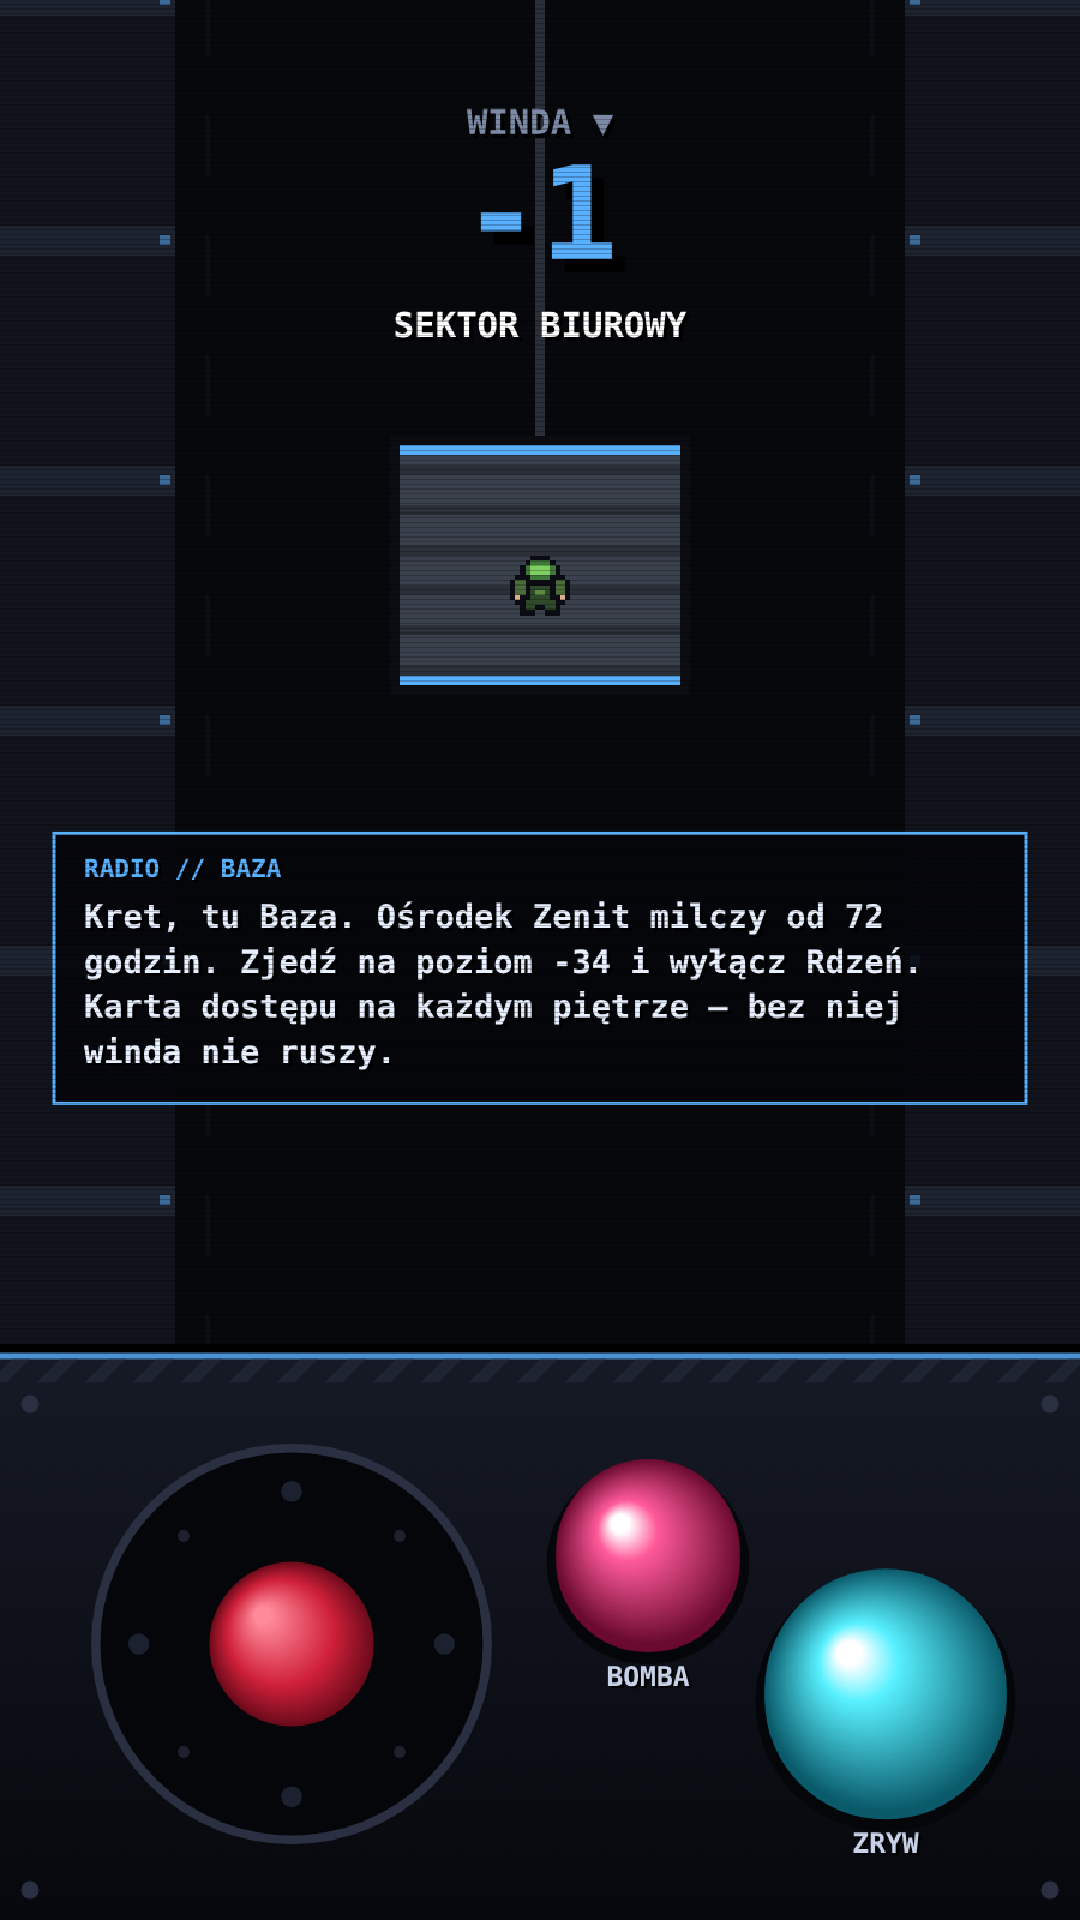 WINDA ▼
-1
SEKTOR BIUROWY
RADIO // BAZA
Kret, tu Baza. Ośrodek Zenit milczy od 72
godzin. Zjedź na poziom -34 i wyłącz Rdzeń.
Karta dostępu na każdym piętrze — bez niej
winda nie ruszy.
BOMBA
ZRYW